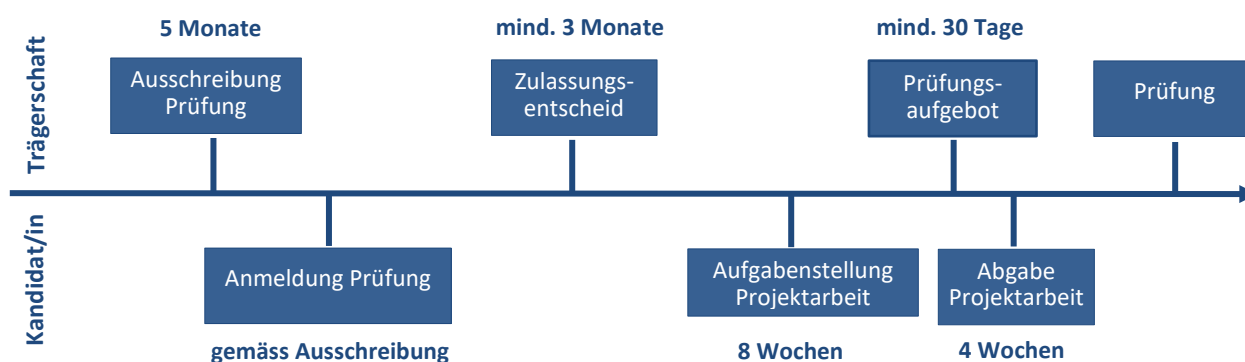 5 Monate
mind. 3 Monate
mind. 30 Tage
Trägerschaft
Ausschreibung
Prüfung
Zulassungs-
entscheid
Prüfungs-
aufgebot
Prüfung
Kandidat/in
Anmeldung Prüfung
Aufgabenstellung
Projektarbeit
Abgabe
Projektarbeit
gemäss Ausschreibung
8 Wochen
4 Wochen